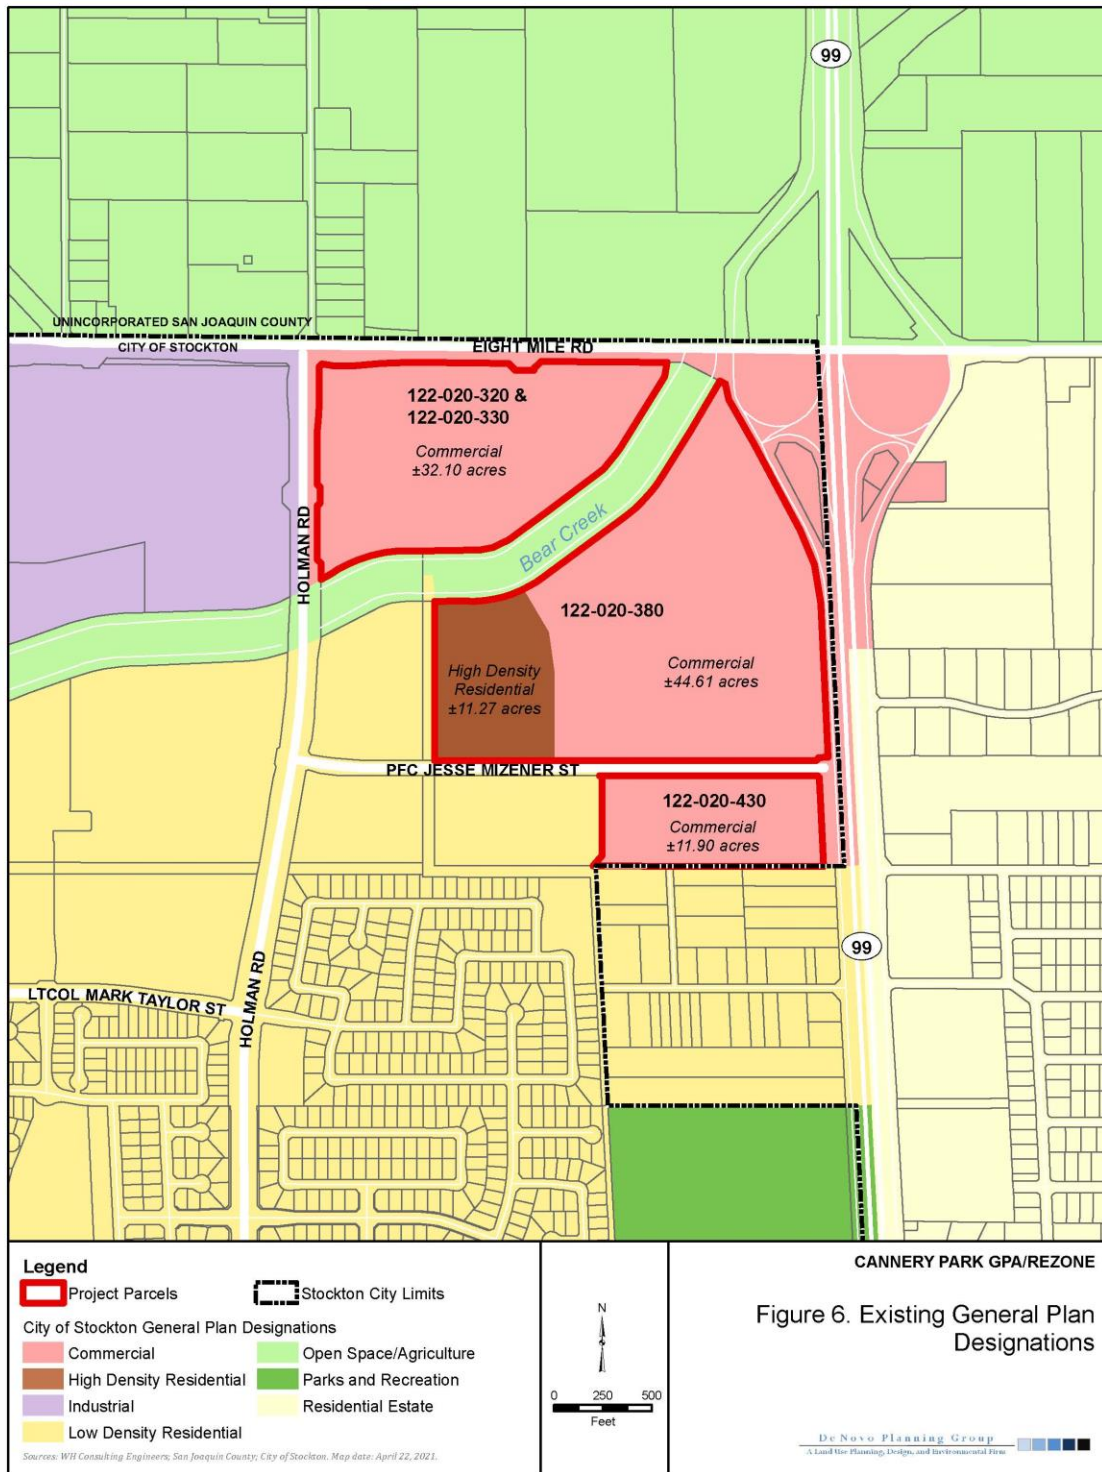 99
UNINCORPORATED SAN JOAQUIN COUNTY
CITY OF STOCKTON
EIGHT MILE RD
122-020-320 &
122-020-330
Commercial
±32.10 acres
HOLMAN RD
Bear Creek
122-020-380
High Density
Residential
±11.27 acres
Commercial
±44.61 acres
PFC JESSE MIZENER ST
122-020-430
Commercial
±11.90 acres
99
HOLMAN RD
LTCOL MARK TAYLOR ST
Legend
Project Parcels
Stockton City Limits
City of Stockton General Plan Designations
Commercial
High Density Residential
Industrial
Low Density Residential
Open Space/Agriculture
Parks and Recreation
Residential Estate
Sources: WH Consulting Engineers; San Joaquin County; City of Stockton. Map date: April 22, 2021.
N
0 250 500
Feet
CANNERY PARK GPA/REZONE
Figure 6. Existing General Plan
Designations
De Novo Planning Group
A Land Use Planning, Design, and Environmental Firm